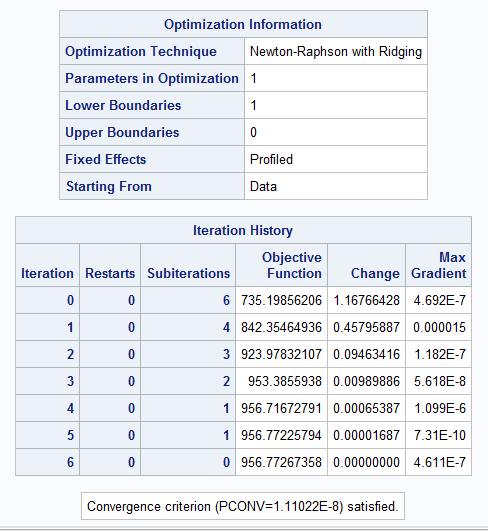 Optimization Information
Optimization Technique Newton-Raphson with Ridging
Parameters in Optimization 1
Lower Boundaries 1
Upper Boundaries 0
Fixed Effects Profiled
Starting From Data
Iteration History
Iteration Restarts Subiterations Objective Function Change Max Gradient
0 0 6 735.19856206 1.16766428 4.692E-7
1 0 4 842.35464936 0.45795887 0.000015
2 0 3 923.97832107 0.09463416 1.182E-7
3 0 2 953.3855938 0.00989886 5.618E-8
4 0 1 956.71672791 0.00065387 1.099E-6
5 0 1 956.77225794 0.00001687 7.31E-10
6 0 0 956.77267358 0.00000000 4.611E-7
Convergence criterion (PCONV=1.11022E-8) satisfied.